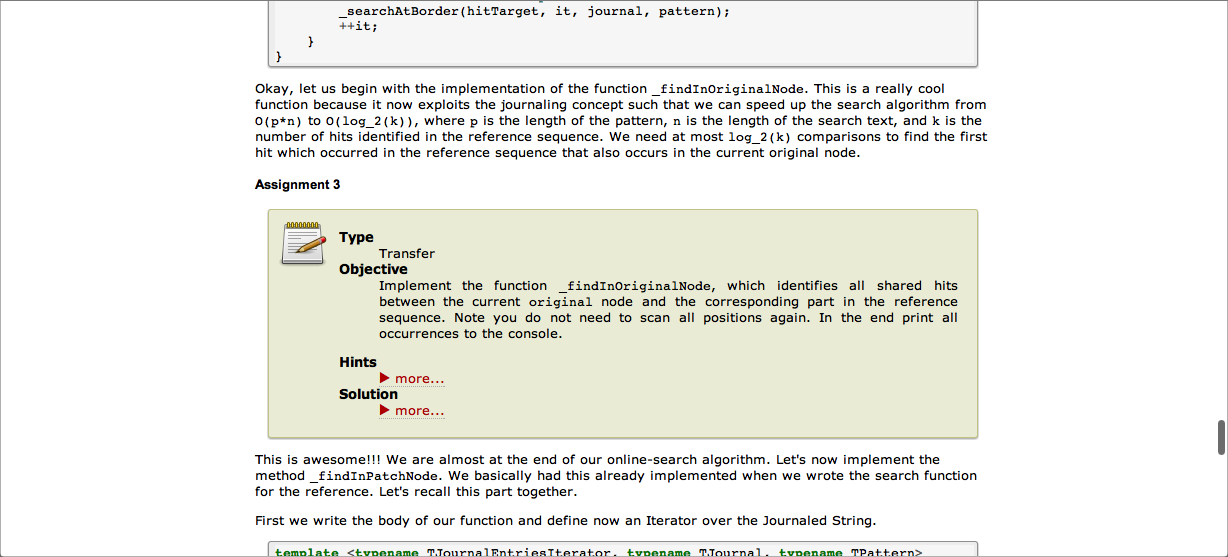 _searchAtBorder(hitTarget, it, journal, pattern);
++it;
}
}
Okay, let us begin with the implementation of the function _findInOriginalNode. This is a really cool
function because it now exploits the journaling concept such that we can speed up the search algorithm from
O(p*n) to O(log_2(k)), where p is the length of the pattern, n is the length of the search text, and k is the
number of hits identified in the reference sequence. We need at most log_2(k) comparisons to find the first
hit which occurred in the reference sequence that also occurs in the current original node.
Assignment 3
Type
Transfer
Objective
Implement the function _findInOriginalNode, which identifies all shared hits
between the current original node and the corresponding part in the reference
sequence. Note you do not need to scan all positions again. In the end print all
occurrences to the console.
Hints
more...
Solution
more...
This is awesome!!! We are almost at the end of our online-search algorithm. Let's now implement the
method _findInPatchNode. We basically had this already implemented when we wrote the search function
for the reference. Let's recall this part together.
First we write the body of our function and define now an Iterator over the Journaled String.
template <typename TJournalEntriesIterator, typename TJournal, typename TPattern>